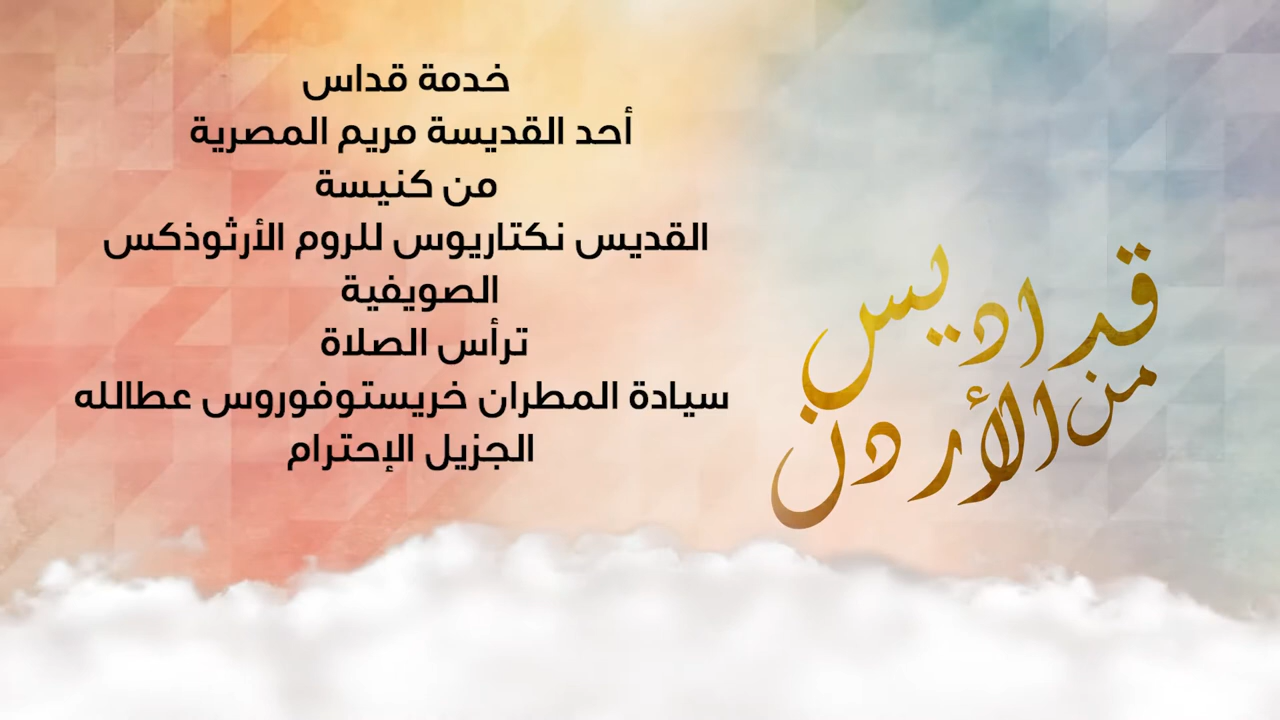 خدمة قداس
أحد القديسة مريم المصرية
من كنيسة
القديس نكتاريوس للروم الأرثوذكس
الصويفية
ترأس الصلاة
سيادة المطران خريستوفوروس عطالله
الجزيل الإحترام
قداديس
من الأردن